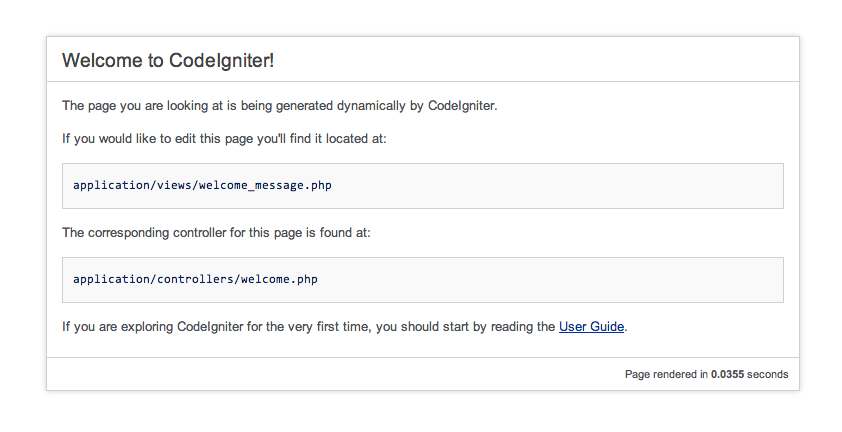 Welcome to CodeIgniter!
The page you are looking at is being generated dynamically by CodeIgniter.
If you would like to edit this page you'll find it located at:
application/views/welcome_message.php
The corresponding controller for this page is found at:
application/controllers/welcome.php
If you are exploring CodeIgniter for the very first time, you should start by reading the User Guide.
Page rendered in 0.0355 seconds